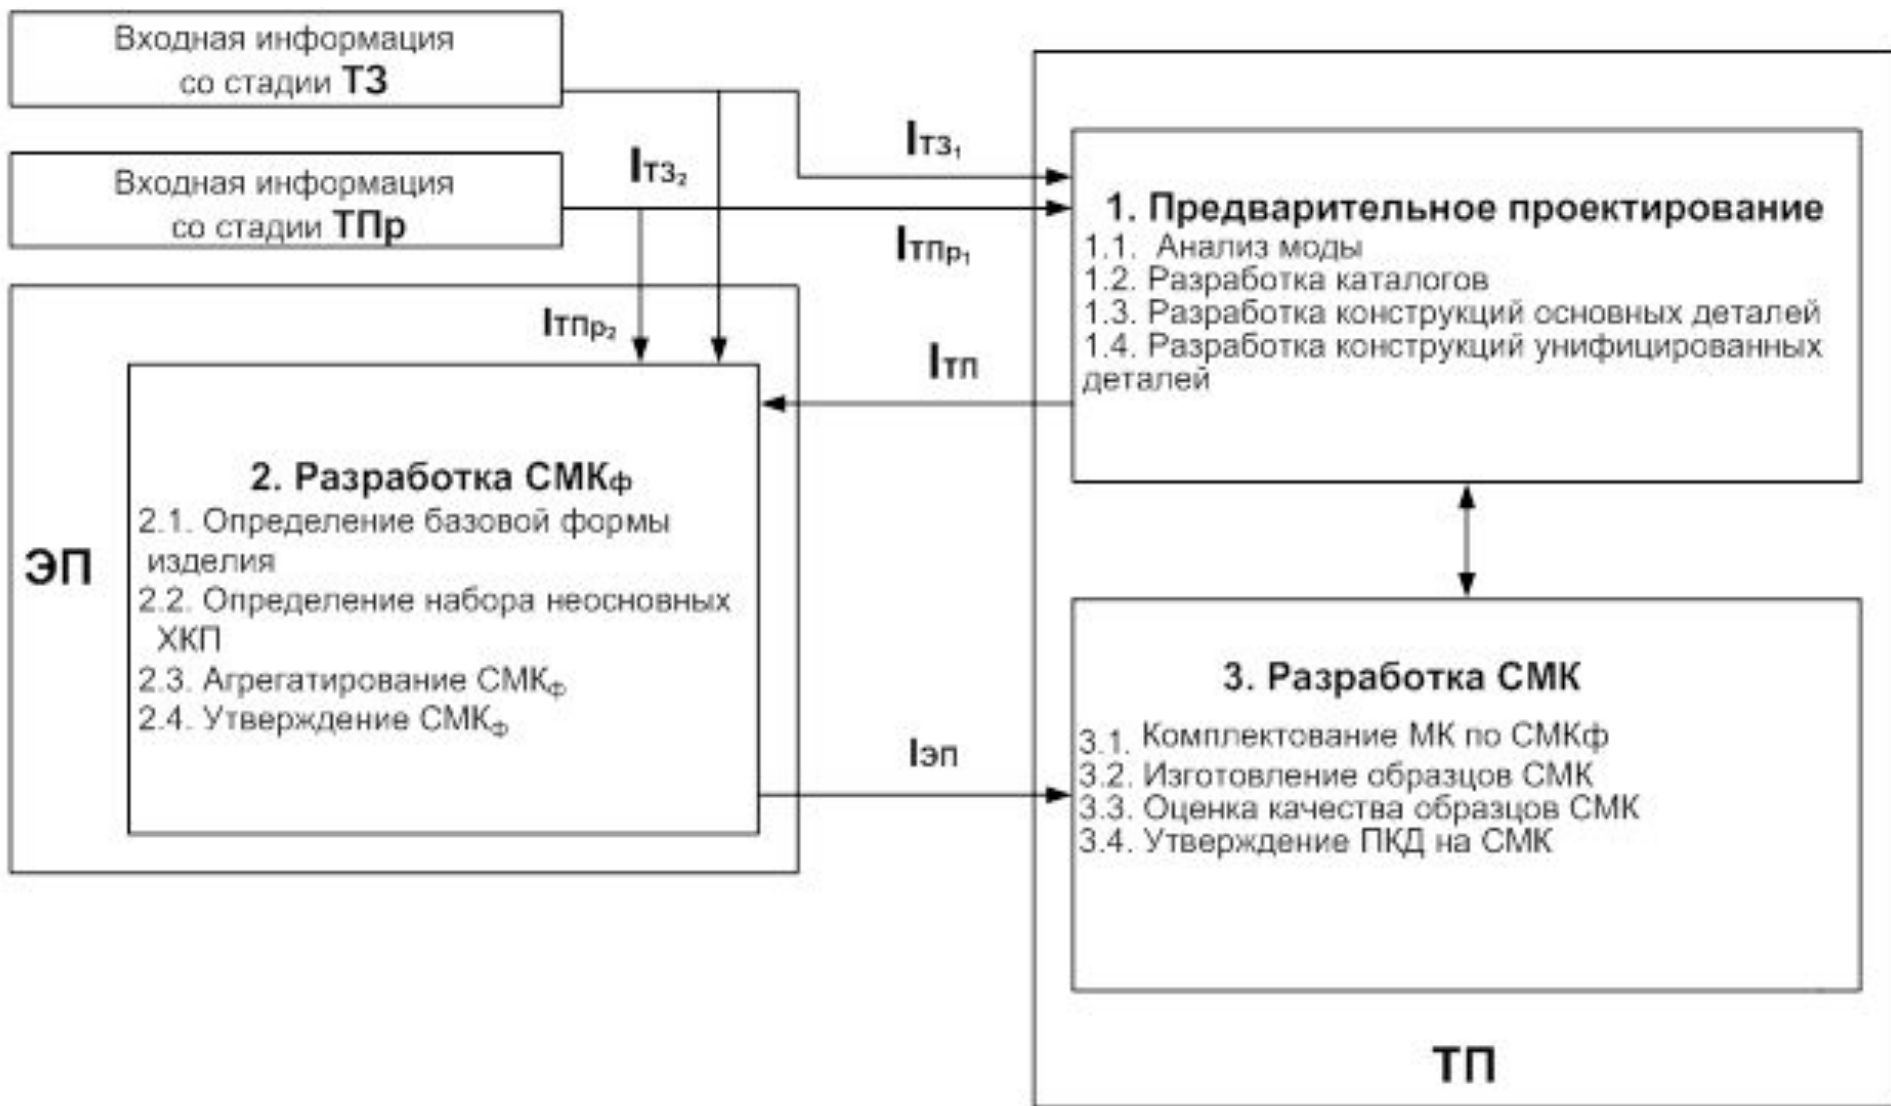 Входная информация
со стадии ТЗ
Входная информация
со стадии ТПр
Iтз₁
Iтз₂
Iтпр₁
Iтпр₂
Iтп
1. Предварительное проектирование
1.1. Анализ моды
1.2. Разработка каталогов
1.3. Разработка конструкций основных деталей
1.4. Разработка конструкций унифицированных
деталей
ЭП
2. Разработка СМКф
2.1. Определение базовой формы
изделия
2.2. Определение набора неосновных
ХКП
2.3. Агрегатирование СМКф
2.4. Утверждение СМКф
Iэп
3. Разработка СМК
3.1. Комплектование МК по СМКф
3.2. Изготовление образцов СМК
3.3. Оценка качества образцов СМК
3.4. Утверждение ПКД на СМК
ТП